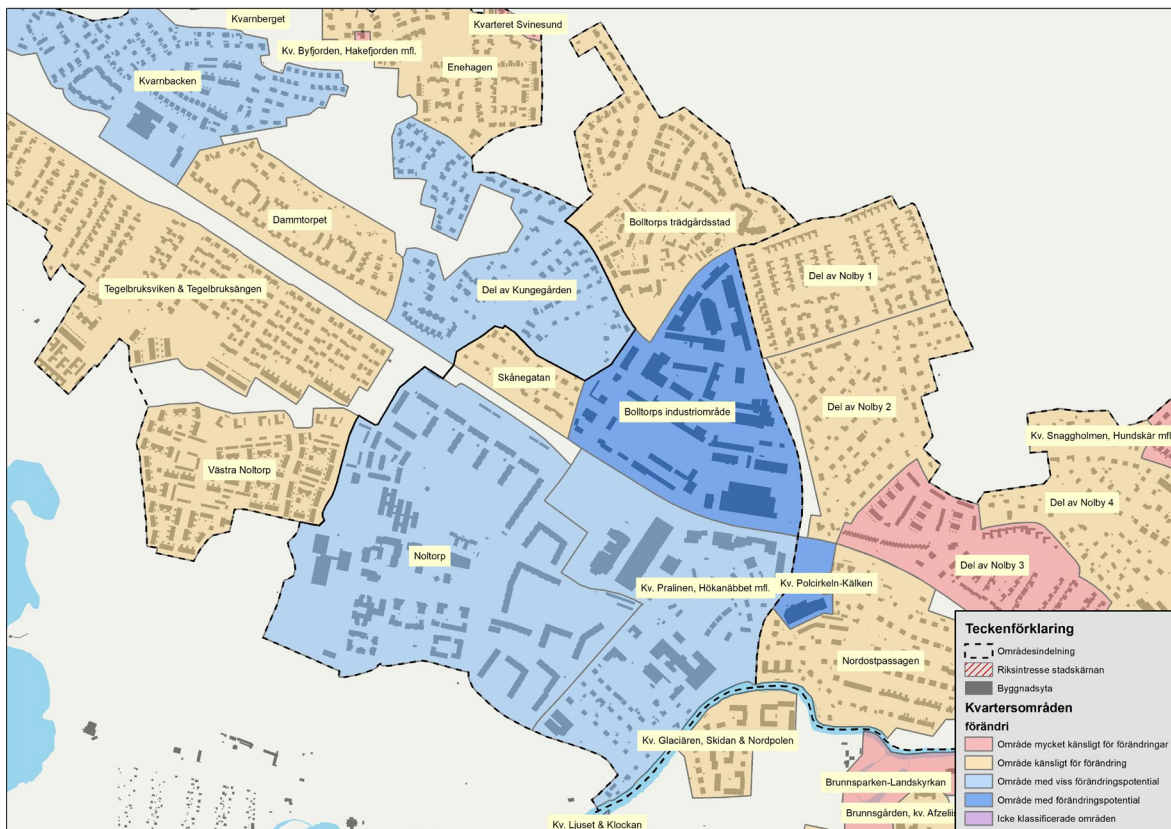 Kvarnberget
Kvarteret Svinesund
Kv. Byfjorden, Hakefjorden mfl.
Enehagen
Kvarnbacken
Dammtorpet
Bolltorps trädgårdsstad
Del av Nolby 1
Tegelbruksviken & Tegelbruksängen
Del av Kungegården
Skånegatan
Bolltorps industriområde
Del av Nolby 2
Kv. Snaggholmen, Hundskär mfl
Västra Noltorp
Del av Nolby 4
Noltorp
Del av Nolby 3
Kv. Pralinen, Hökanäbbet mfl.
Kv. Polcirkeln-Kälken
Nordostpassagen
Kv. Glaciären, Skidan & Nordpolen
Brunnsparken-Landskyrkan
Brunnsgården, kv. Afzelii
Kv. Ljuset & Klockan
Teckenförklaring
Områdesindelning
Riksintresse stadskärnan
Byggnadsyta
Kvartersområden
förändri
Område mycket känsligt för förändringar
Område känsligt för förändring
Område med viss förändringspotential
Område med förändringspotential
Icke klassificerade områden